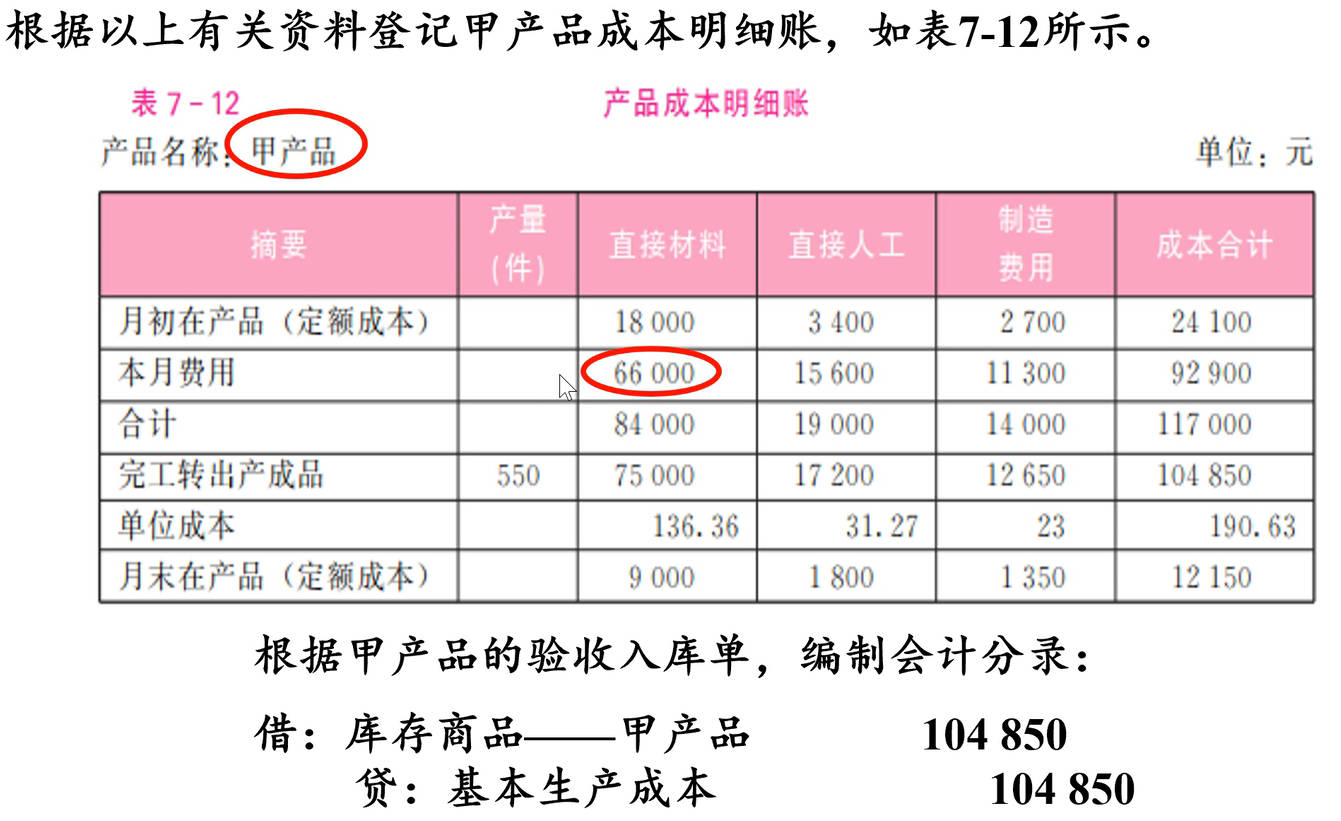 根据以上有关资料登记甲产品成本明细账，如表7-12所示。
表 7－12 产品成本明细账
产品名称：甲产品 单位：元
摘要 产量(件) 直接材料 直接人工 制造费用 成本合计
月初在产品（定额成本） 18 000 3 400 2 700 24 100
本月费用 66 000 15 600 11 300 92 900
合计 84 000 19 000 14 000 117 000
完工转出产成品 550 75 000 17 200 12 650 104 850
单位成本 136.36 31.27 23 190.63
月末在产品（定额成本） 9 000 1 800 1 350 12 150
根据甲产品的验收入库单，编制会计分录：
借：库存商品——甲产品 104 850
贷：基本生产成本 104 850